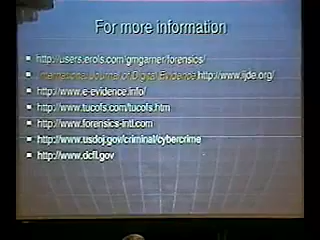 For more information
http://users.erols.com/gmgarner/forensics/
International Journal of Digital Evidence http://www.ijde.org/
http://www.e-evidence.info/
http://www.tucofs.com/tucofs.htm
http://www.forensics-intl.com
http://www.usdoj.gov/criminal/cybercrime
http://www.dcfl.gov